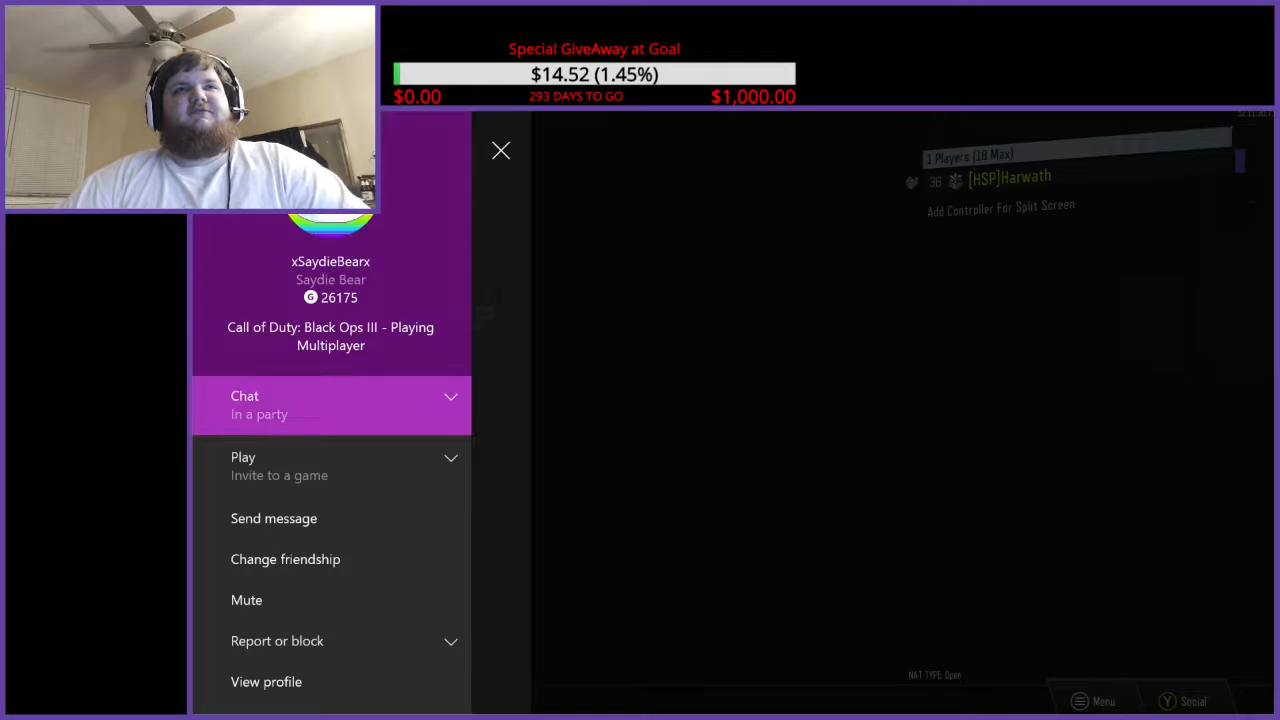 Special GiveAway at Goal
$14.52 (1.45%)
$0.00
293 DAYS TO GO
$1,000.00
1 Players (18 Max)
36 [HSP]Harwath
Add Controller For Split Screen
xSaydieBearx
Saydie Bear
G 26175
Call of Duty: Black Ops III - Playing
Multiplayer
Chat
In a party
Play
Invite to a game
Send message
Change friendship
Mute
Report or block
View profile
NAT TYPE: Open
Menu
Y Social